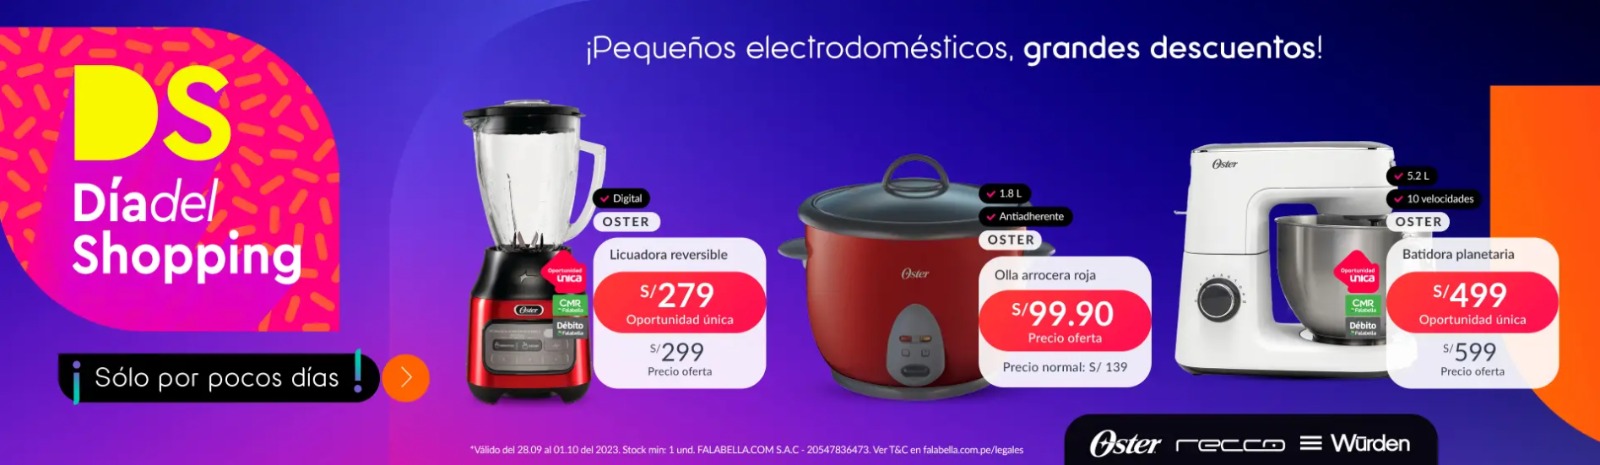 ¡Pequeños electrodomésticos, grandes descuentos!
DS
Díadel
Shopping
¡Sólo por pocos días!
Digital
OSTER
Licuadora reversible
S/279
Oportunidad única
S/299
Precio oferta
Oportunidad
única
CMR
Falabella
Débito
Falabella
Oster
1.8 L
Antiadherente
OSTER
Olla arrocera roja
S/99.90
Precio oferta
Precio normal: S/ 139
Oster
Oster
5.2 L
10 velocidades
OSTER
Batidora planetaria
S/499
Oportunidad única
S/599
Precio oferta
Oportunidad
única
CMR
Falabella
Débito
Falabella
*Válido del 28.09 al 01.10 del 2023. Stock min: 1 und. FALABELLA.COM S.A.C - 20547836473. Ver T&C en falabella.com.pe/legales
Oster recco Würden